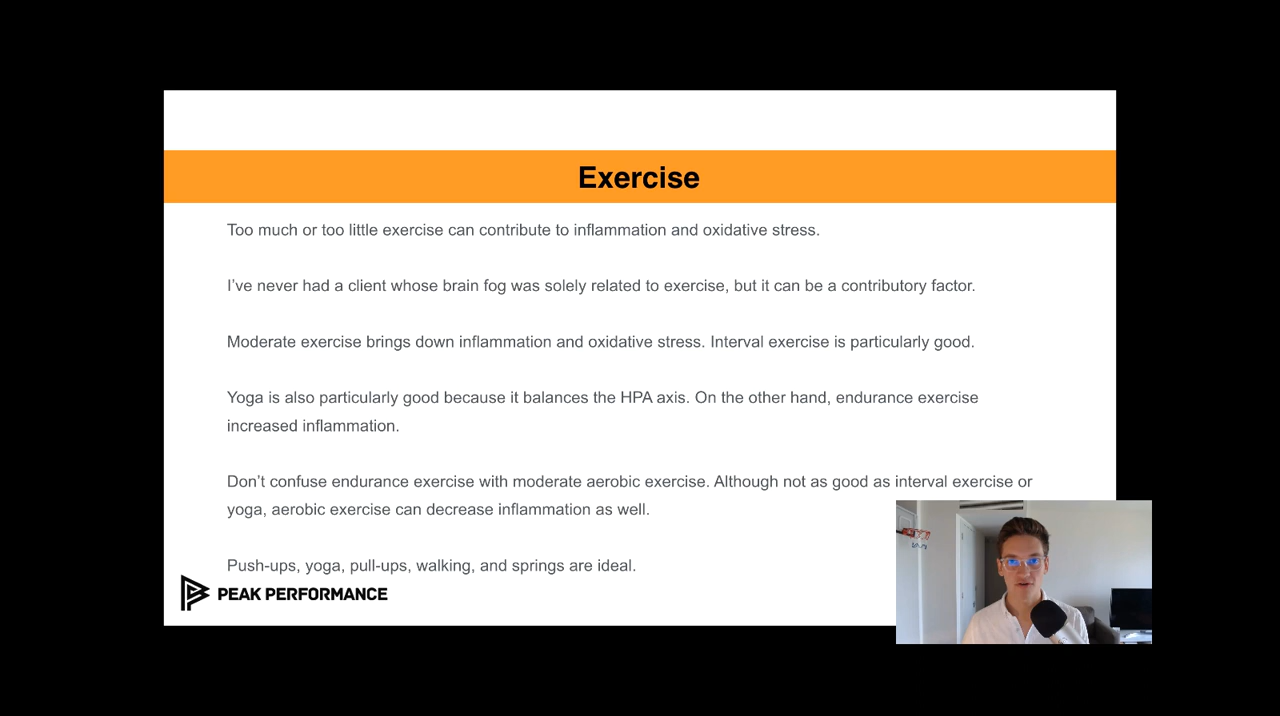 Exercise
Too much or too little exercise can contribute to inflammation and oxidative stress.
I've never had a client whose brain fog was solely related to exercise, but it can be a contributory factor.
Moderate exercise brings down inflammation and oxidative stress. Interval exercise is particularly good.
Yoga is also particularly good because it balances the HPA axis. On the other hand, endurance exercise
increased inflammation.
Don't confuse endurance exercise with moderate aerobic exercise. Although not as good as interval exercise or
yoga, aerobic exercise can decrease inflammation as well.
Push-ups, yoga, pull-ups, walking, and springs are ideal.
PEAK PERFORMANCE